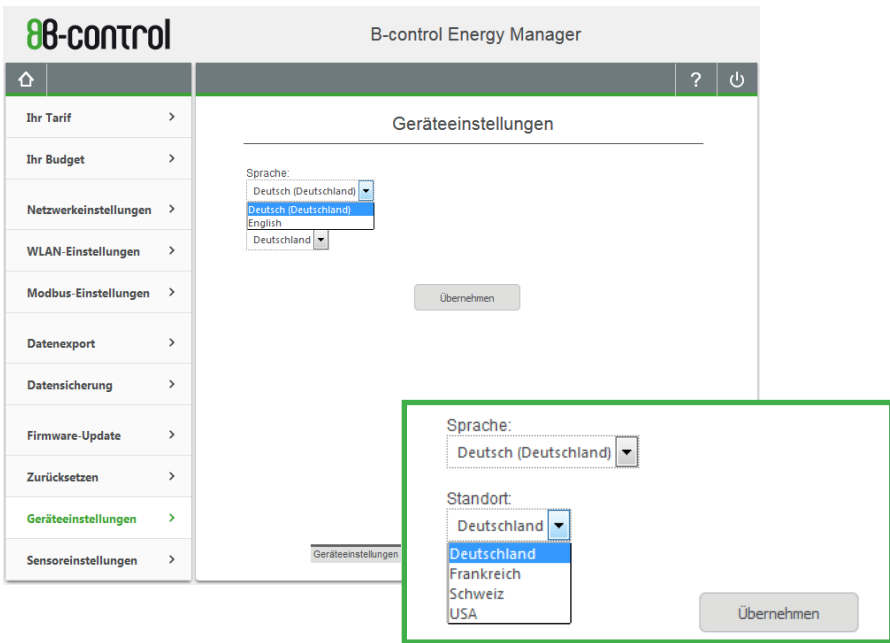 B-control
B-control Energy Manager
?
Ihr Tarif
Ihr Budget
Netzwerkeinstellungen
WLAN-Einstellungen
Modbus-Einstellungen
Datenexport
Datensicherung
Firmware-Update
Zurücksetzen
Geräteeinstellungen
Sensoreinstellungen
Geräteeinstellungen
Sprache:
Deutsch (Deutschland)
Deutsch (Deutschland)
English
Deutschland
Übernehmen
Geräteeinstellungen
Sprache:
Deutsch (Deutschland)
Standort:
Deutschland
Deutschland
Frankreich
Schweiz
USA
Übernehmen